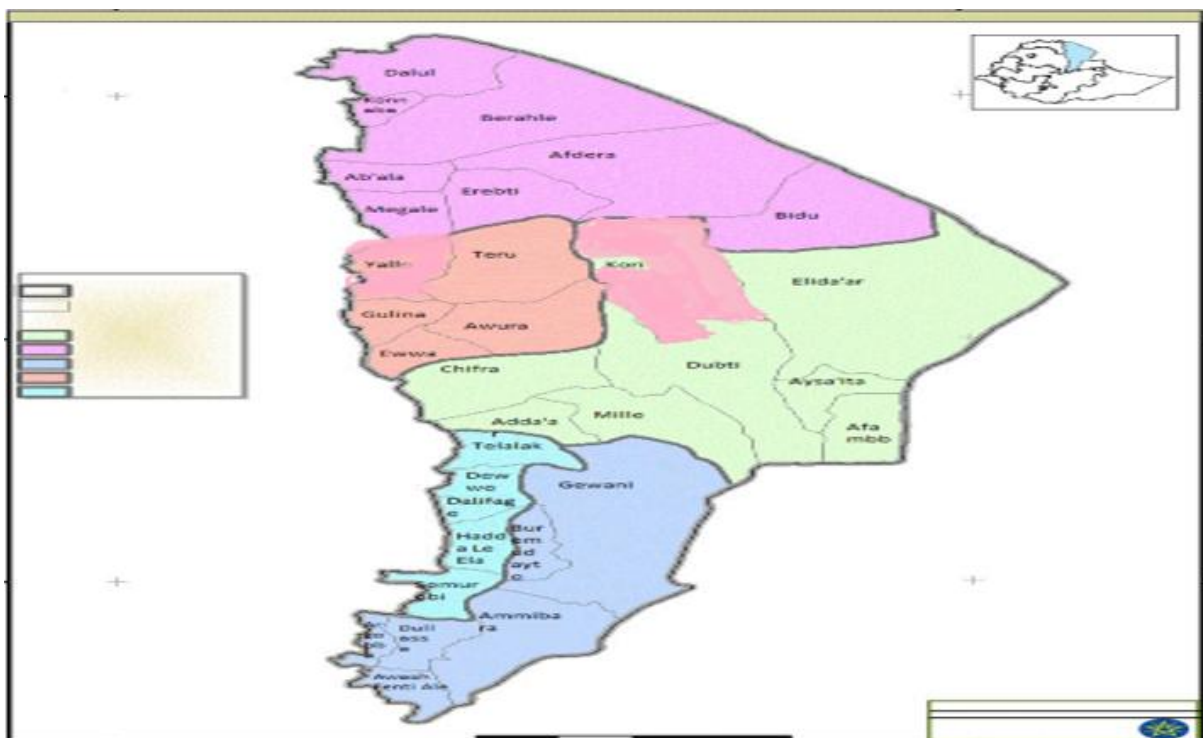 Dalul
Berahle
Afdera
Ab'ala
Erebti
Megale
Bidu
Teru
Yallo
Kori
Elida'ar
Gulina
Awura
Ewwa
Chifra
Dubti
Aysa'ita
Mille
Adda'a
Afa
mbb
Telalak
Dew
we
Gewani
Dalifag
e
Bur
em
ud
ayt
o
Hadd
a Le
Ela
Ammiba
ra
Dull
ass
a
Awash
Fenti Ale